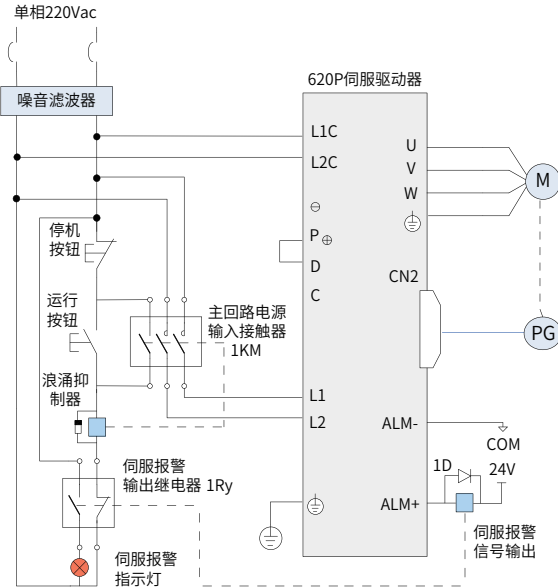 单相220Vac
噪音滤波器
620P伺服驱动器
L1C
L2C
U
V
W
M
⊖
P⊕
D
C
CN2
PG
停机
按钮
运行
按钮
主回路电源
输入接触器
1KM
浪涌抑
制器
L1
L2
ALM-
COM
1D
24V
ALM+
伺服报警
信号输出
伺服报警
输出继电器 1Ry
伺服报警
指示灯